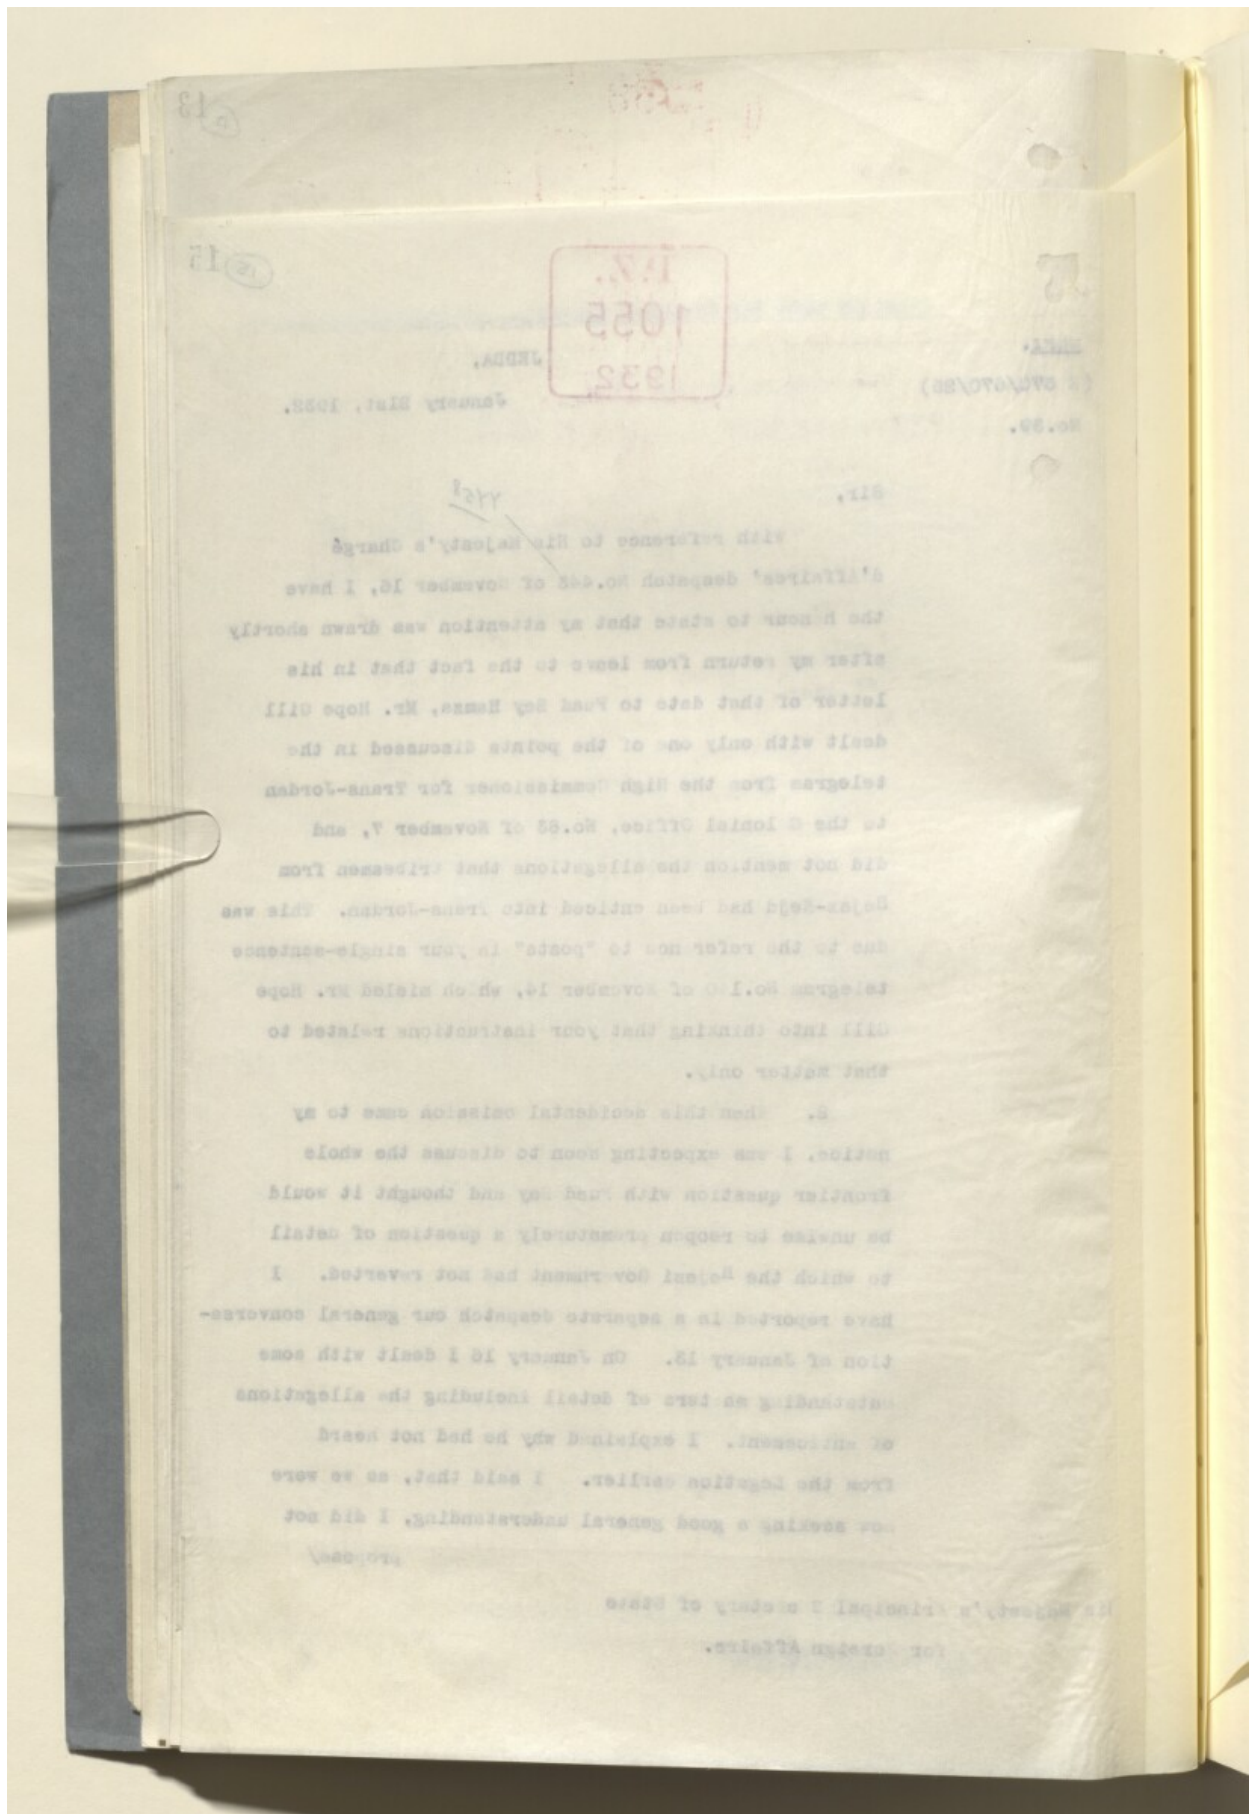 13
15
P.Z.
1055
1932
JEDDA,
January 21st, 1932.
No.39.
Sir,
With reference to His Majesty's Chargé
d'Affaires' despatch No.448 of November 16, I have
the honour to state that my attention was drawn shortly
after my return from leave to the fact that in his
letter of that date to Fuad Bey Hamza, Mr. Hope Gill
dealt with only one of the points discussed in the
telegram from the High Commissioner for Trans-Jordan
to the Colonial Office, No.63 of November 7, and
did not mention the allegations that tribesmen from
Hejaz-Nejd had been enticed into Trans-Jordan. This was
due to the reference to "posts" in your single-sentence
telegram of November 14, which misled Mr. Hope
Gill into thinking that your instructions related to
that matter only.
2. When this accidental omission came to my
notice, I was expecting soon to discuss the whole
frontier question with Fuad Bey and thought it would
be unwise to reopen prematurely a question of detail
to which the Hejazi Government had not reverted. I
have reported in a separate despatch our general conversa-
tion of January 13. On January 16 I dealt with some
outstanding matters of detail including the allegations
of enticement. I explained why he had not heard
from the Legation earlier. I said that, as we were
now seeking a good general understanding, I did not
propose/
His Majesty's Principal Secretary of State
for Foreign Affairs.